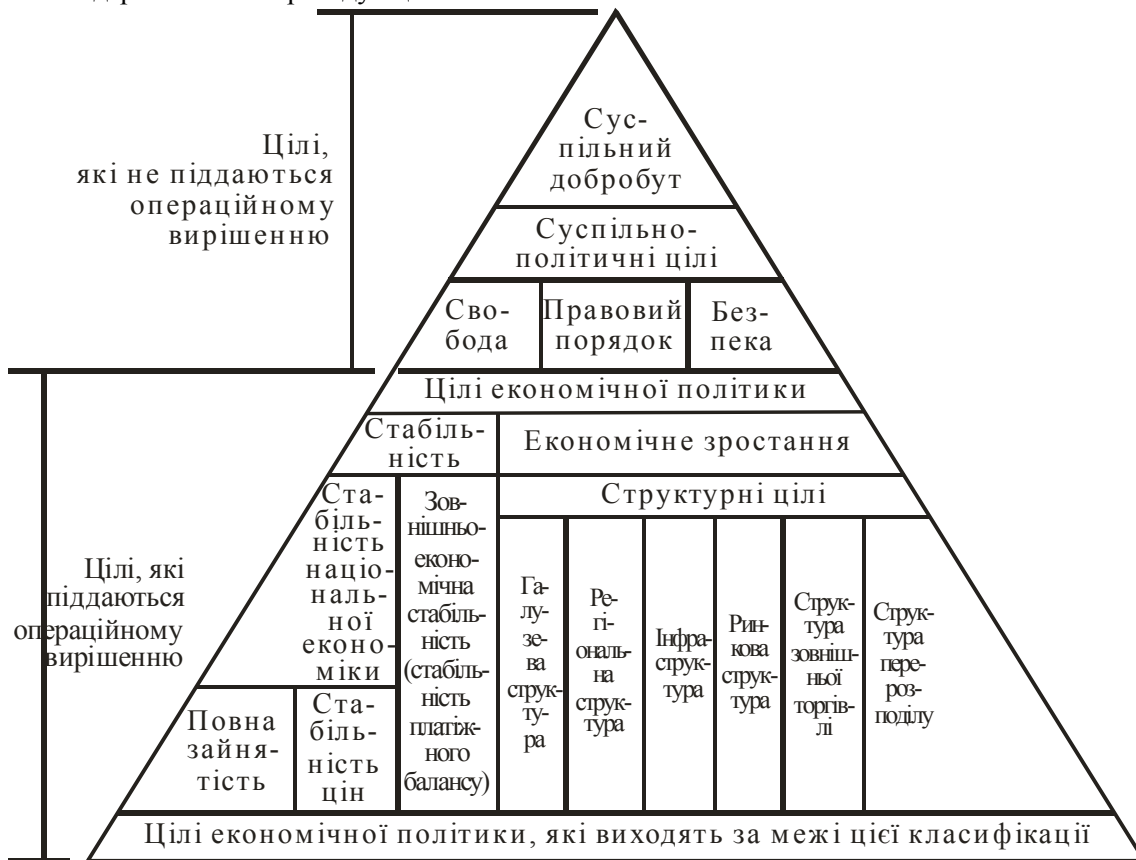 Цілі,
які не піддаються
операційному
вирішенню
Сус-
пільний
добробут
Суспільно-
політичні цілі
Сво-
бода
Правовий
порядок
Без-
пека
Цілі економічної політики
Стабіль-
ність
Економічне зростання
Цілі, які
піддаються
операційному
вирішенню
Ста-
біль-
ність
націо-
наль-
ної
еконо-
міки
Зов-
нішньо-
еконо-
мічна
стабіль-
ність
(стабіль-
ність
платіж-
ного
балансу)
Структурні цілі
Га-
лу-
зе-
ва
струк-
ту-
ра
Ре-
гі-
ональ-
на
струк-
тура
Інфра-
струк-
тура
Рин-
кова
струк-
тура
Струк-
тура
зовніш-
ньої
торгів-
лі
Струк-
тура
пере-
роз-
поділу
Повна
зайня-
тість
Ста-
біль-
ність
цін
Цілі економічної політики, які виходять за межі цієї класифікації